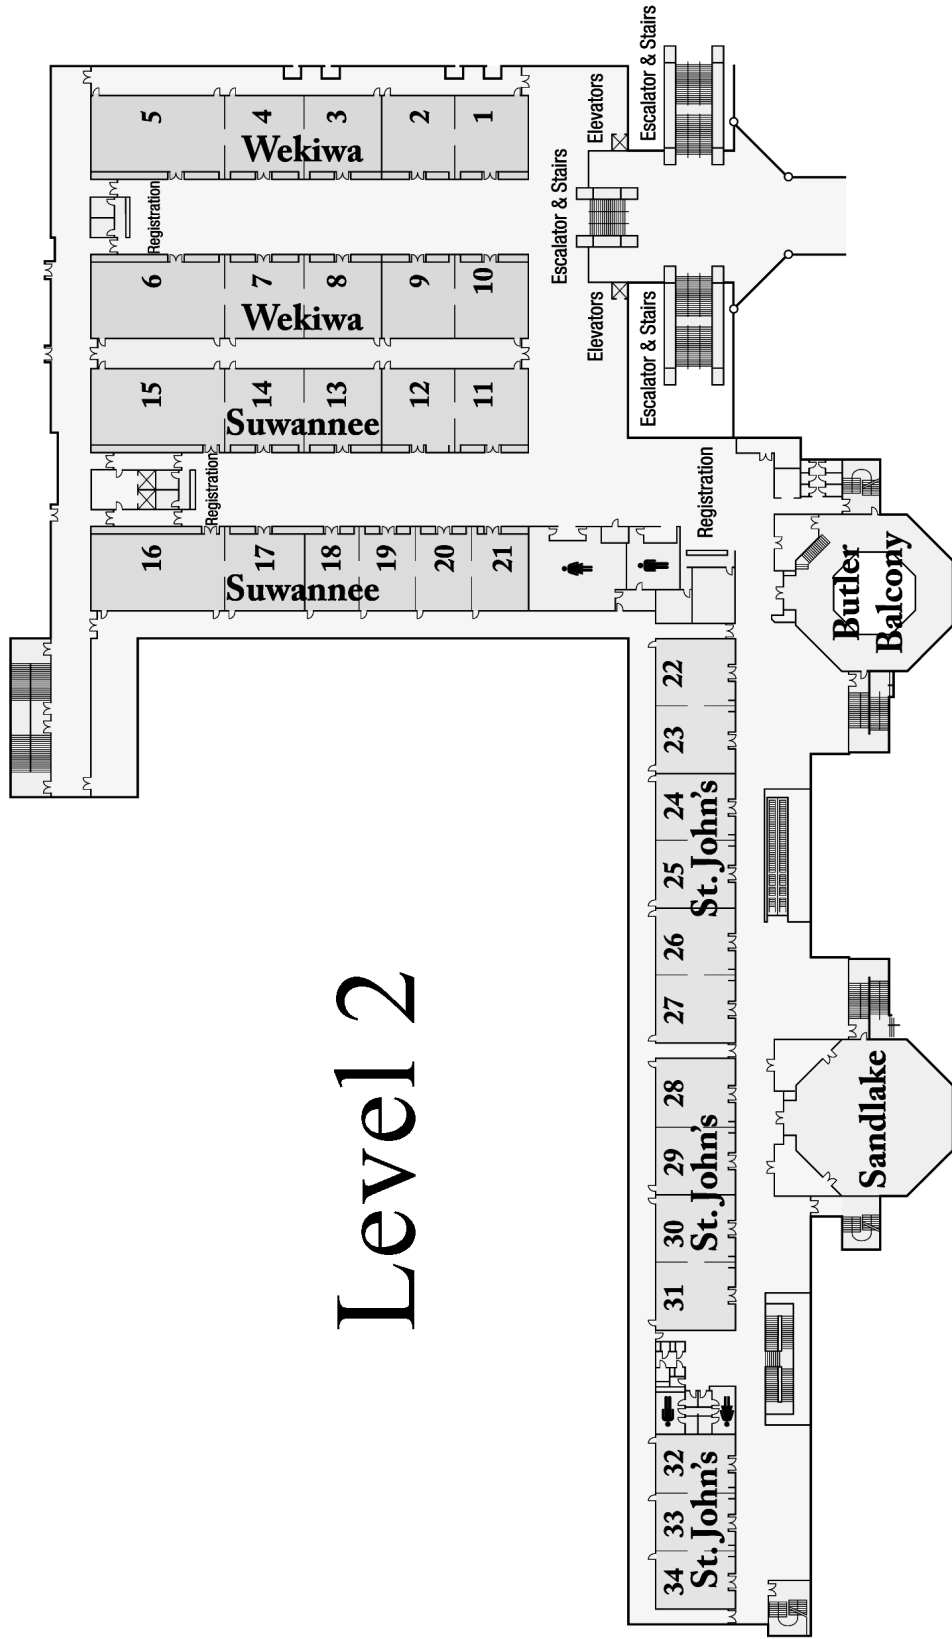 Level 2
5
4
3
2
1
Wekiwa
Registration
6
7
8
9
10
Wekiwa
15
14
13
12
11
Suwannee
Registration
16
17
18
19
20
21
Suwannee
Elevators
Escalator & Stairs
Escalator & Stairs
Elevators
Escalator & Stairs
Registration
22
23
24
25
26
27
St. John's
28
29
30
31
St. John's
32
33
34
St. John's
Butler
Balcony
Sandlake